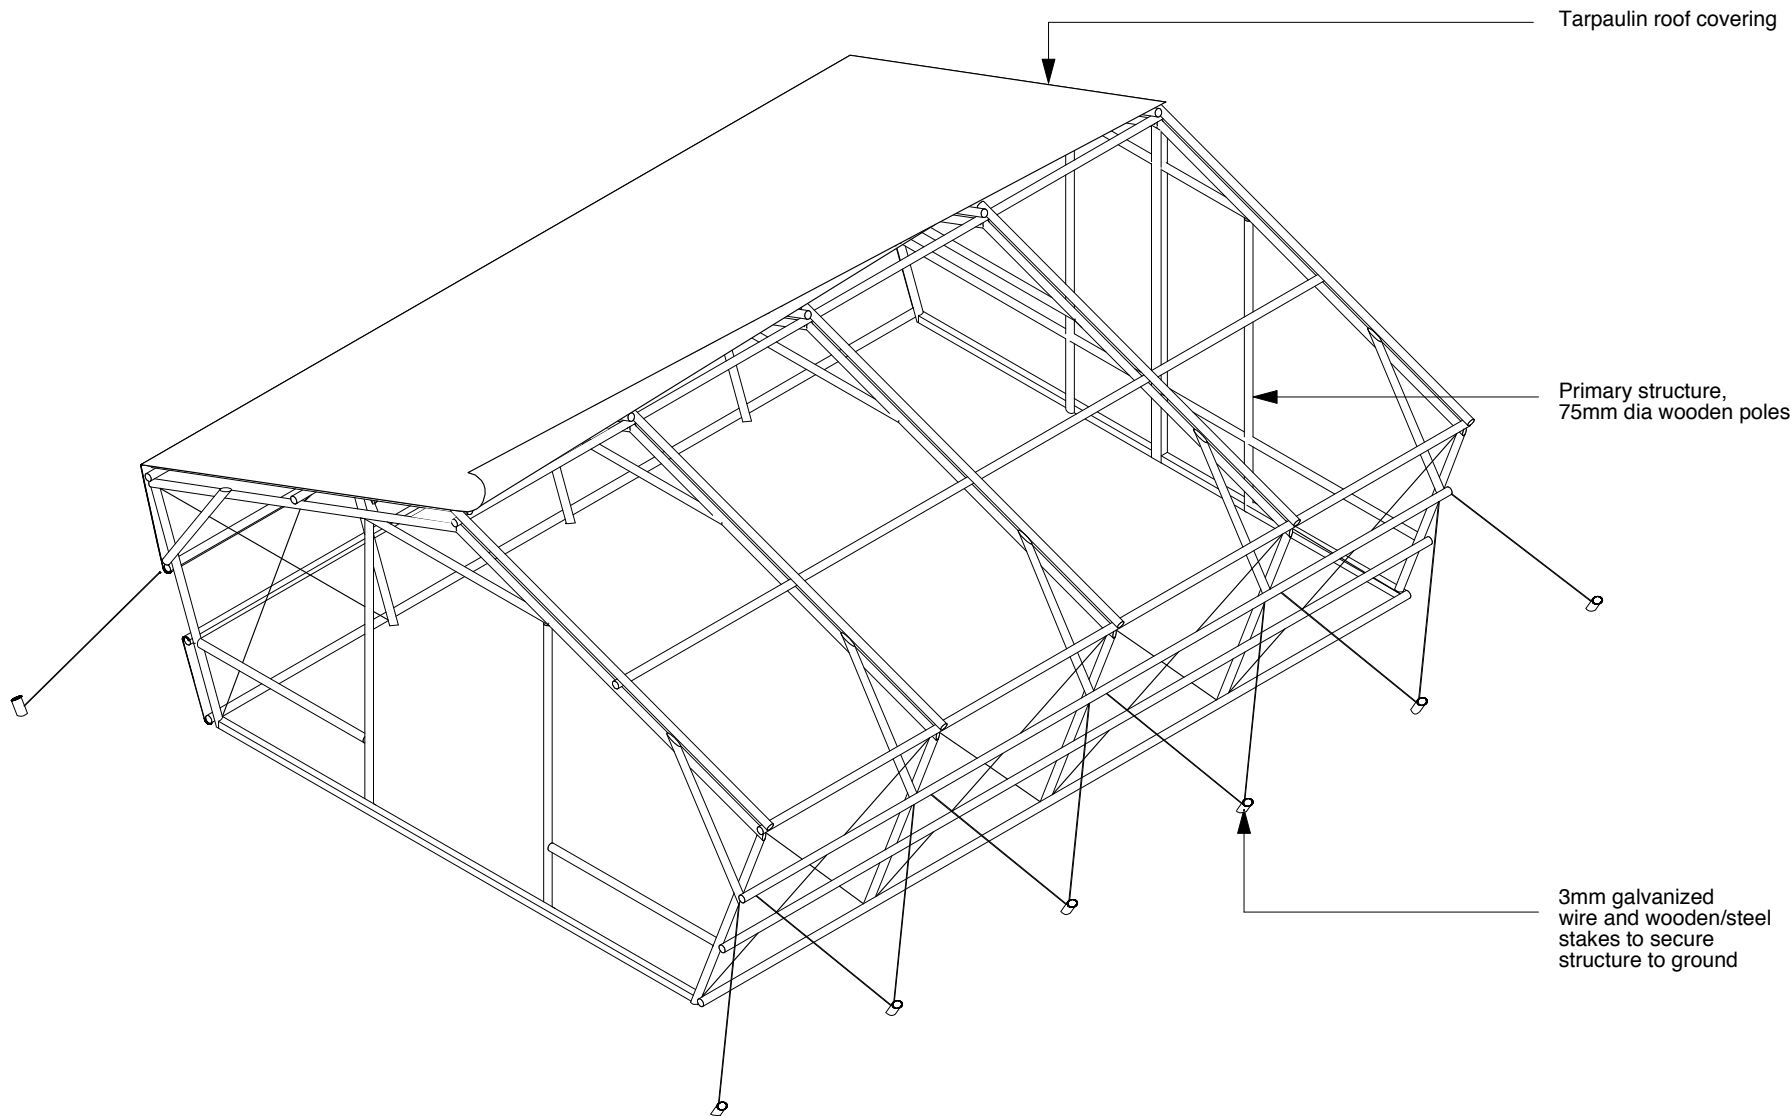 Tarpaulin roof covering
Primary structure,
75mm dia wooden poles
3mm galvanized
wire and wooden/steel
stakes to secure
structure to ground